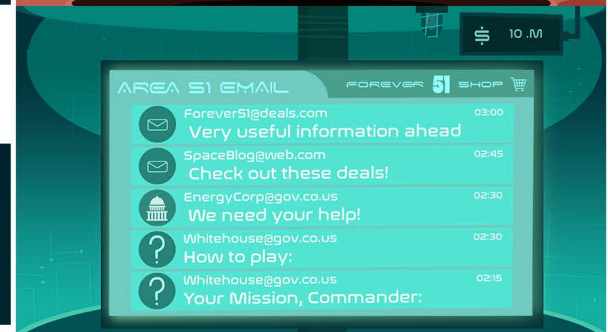 $ 10 .M
AREA 51 EMAIL
FOREVER 51 SHOP
Forever51@deals.com 03:00
Very useful information ahead
SpaceBlog@web.com 02:45
Check out these deals!
EnergyCorp@gov.co.us 02:30
We need your help!
Whitehouse@gov.co.us 02:30
How to play:
Whitehouse@gov.co.us 02:15
Your Mission, Commander: